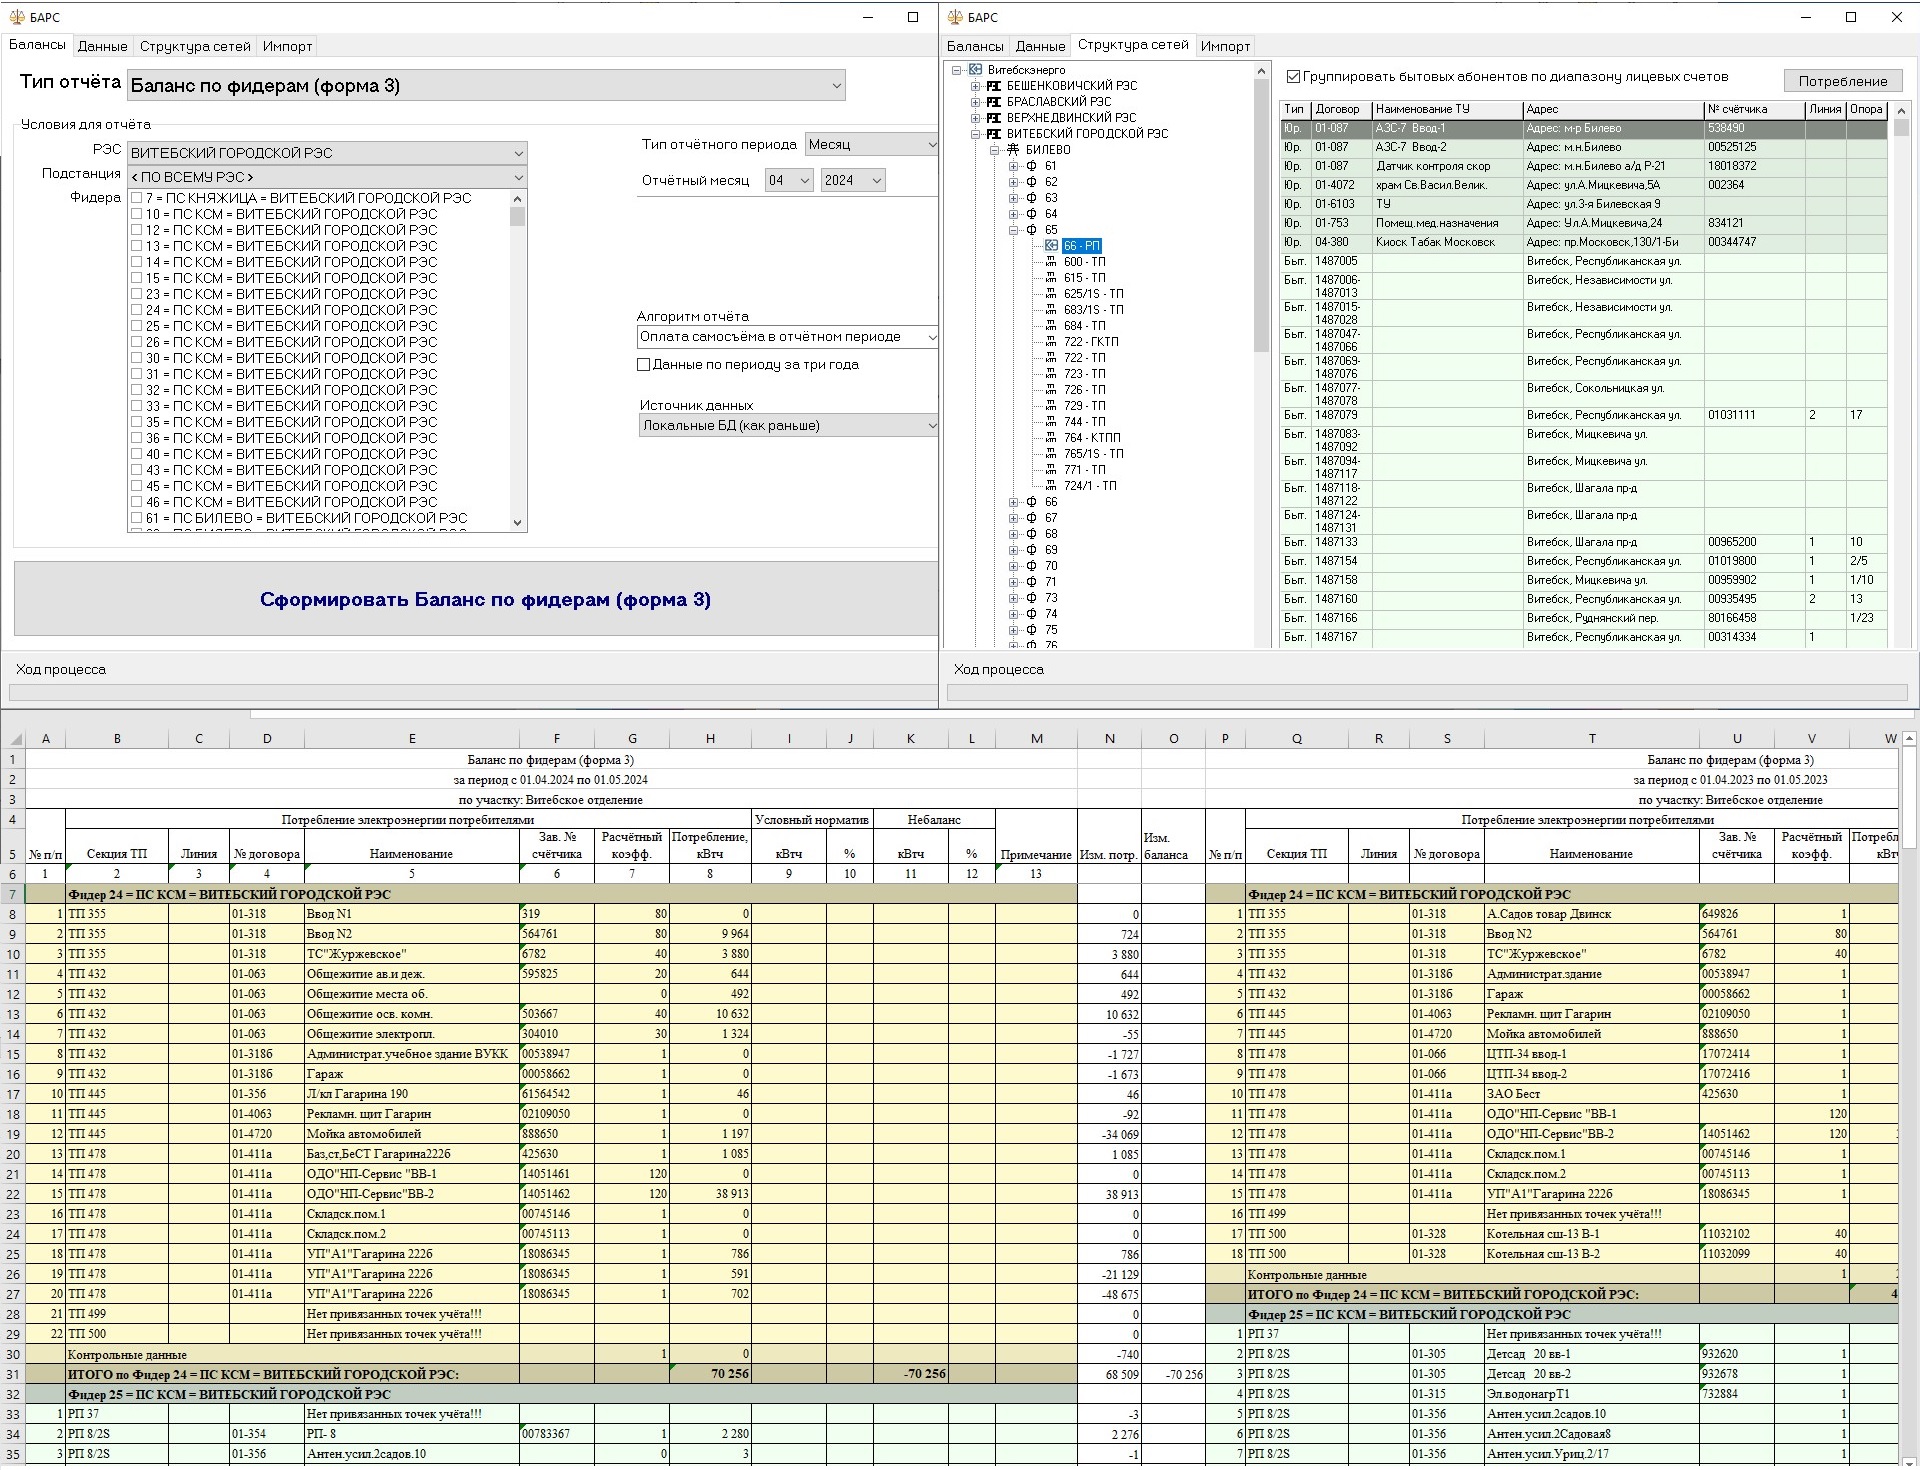 БАРС
Балансы Данные Структура сетей Импорт
Тип отчёта Баланс по фидерам (форма 3)
Условия для отчёта
РЭС ВИТЕБСКИЙ ГОРОДСКОЙ РЭС
Подстанция < ПО ВСЕМУ РЭС >
Фидера
7 = ПС КНЯЖИЦА = ВИТЕБСКИЙ ГОРОДСКОЙ РЭС
10 = ПС КСМ = ВИТЕБСКИЙ ГОРОДСКОЙ РЭС
12 = ПС КСМ = ВИТЕБСКИЙ ГОРОДСКОЙ РЭС
13 = ПС КСМ = ВИТЕБСКИЙ ГОРОДСКОЙ РЭС
14 = ПС КСМ = ВИТЕБСКИЙ ГОРОДСКОЙ РЭС
15 = ПС КСМ = ВИТЕБСКИЙ ГОРОДСКОЙ РЭС
23 = ПС КСМ = ВИТЕБСКИЙ ГОРОДСКОЙ РЭС
24 = ПС КСМ = ВИТЕБСКИЙ ГОРОДСКОЙ РЭС
25 = ПС КСМ = ВИТЕБСКИЙ ГОРОДСКОЙ РЭС
26 = ПС КСМ = ВИТЕБСКИЙ ГОРОДСКОЙ РЭС
30 = ПС КСМ = ВИТЕБСКИЙ ГОРОДСКОЙ РЭС
31 = ПС КСМ = ВИТЕБСКИЙ ГОРОДСКОЙ РЭС
32 = ПС КСМ = ВИТЕБСКИЙ ГОРОДСКОЙ РЭС
33 = ПС КСМ = ВИТЕБСКИЙ ГОРОДСКОЙ РЭС
35 = ПС КСМ = ВИТЕБСКИЙ ГОРОДСКОЙ РЭС
36 = ПС КСМ = ВИТЕБСКИЙ ГОРОДСКОЙ РЭС
40 = ПС КСМ = ВИТЕБСКИЙ ГОРОДСКОЙ РЭС
43 = ПС КСМ = ВИТЕБСКИЙ ГОРОДСКОЙ РЭС
45 = ПС КСМ = ВИТЕБСКИЙ ГОРОДСКОЙ РЭС
46 = ПС КСМ = ВИТЕБСКИЙ ГОРОДСКОЙ РЭС
61 = ПС БИЛЕВО = ВИТЕБСКИЙ ГОРОДСКОЙ РЭС
Тип отчётного периода Месяц
Отчётный месяц 04 2024
Алгоритм отчёта
Оплата самосъёма в отчётном периоде
Данные по периоду за три года
Источник данных
Локальные БД (как раньше)
Сформировать Баланс по фидерам (форма 3)
Ход процесса
БАРС
Балансы Данные Структура сетей Импорт
Витебскэнерго
РЭС БЕШЕНКОВИЧСКИЙ РЭС
РЭС БРАСЛАВСКИЙ РЭС
РЭС ВЕРХНЕДВИНСКИЙ РЭС
РЭС ВИТЕБСКИЙ ГОРОДСКОЙ РЭС
БИЛЕВО
Ф 61
Ф 62
Ф 63
Ф 64
Ф 65
66 - РП
600 - ТП
615 - ТП
625/1S - ТП
683/1S - ТП
684 - ТП
722 - ГКТП
722 - ТП
723 - ТП
726 - ТП
729 - ТП
744 - ТП
764 - КТПП
765/1S - ТП
771 - ТП
724/1 - ТП
Ф 66
Ф 67
Ф 68
Ф 69
Ф 70
Ф 71
Ф 73
Ф 74
Ф 75
Ф 76
Группировать бытовых абонентов по диапазону лицевых счетов Потребление
Тип Договор Наименование ТУ Адрес № счётчика Линия Опора
Юр. 01-087 АЗС-7 Ввод-1 Адрес: м-р Билево 538490
Юр. 01-087 АЗС-7 Ввод-2 Адрес: м.н.Билево 00525125
Юр. 01-087 Датчик контроля скор Адрес: м.н.Билево а/д Р-21 18018372
Юр. 01-4072 храм Св.Васил.Велик. Адрес: ул.А.Мицкевича,5А 002364
Юр. 01-6103 ТУ Адрес: ул.3-я Билевская 9
Юр. 01-753 Помещ.мед.назначения Адрес: Ул.А.Мицкевича,24 834121
Юр. 04-380 Киоск Табак Московск Адрес: пр.Московск,130/1-Би 00344747
Быт. 1487005 Витебск, Республиканская ул.
Быт. 1487006- Витебск, Независимости ул.
1487013
Быт. 1487015- Витебск, Независимости ул.
1487028
Быт. 1487047- Витебск, Республиканская ул.
1487066
Быт. 1487069- Витебск, Республиканская ул.
1487076
Быт. 1487077- Витебск, Сокольницкая ул.
1487078
Быт. 1487079 Витебск, Республиканская ул. 01031111 2 17
Быт. 1487083- Витебск, Мицкевича ул.
1487092
Быт. 1487094- Витебск, Мицкевича ул.
1487117
Быт. 1487118- Витебск, Шагала пр-д
1487122
Быт. 1487124- Витебск, Шагала пр-д
1487131
Быт. 1487133 Витебск, Шагала пр-д 00965200 1 10
Быт. 1487154 Витебск, Республиканская ул. 01019800 1 2/5
Быт. 1487158 Витебск, Мицкевича ул. 00959902 1 1/10
Быт. 1487160 Витебск, Республиканская ул. 00935495 2 13
Быт. 1487166 Витебск, Руднянский пер. 80166458 1/23
Быт. 1487167 Витебск, Республиканская ул. 00314334 1
Ход процесса
A B C D E F G H I J K L M N O P Q R S T U V W
1 Баланс по фидерам (форма 3) Баланс по фидерам (форма 3)
2 за период с 01.04.2024 по 01.05.2024 за период с 01.04.2023 по 01.05.2023
3 по участку: Витебское отделение по участку: Витебское отделение
4 Потребление электроэнергии потребителями Условный норматив Небаланс Потребление электроэнергии потребителями
5 № п/п Секция ТП Линия № договора Наименование Зав. № счётчика Расчётный коэфф. Потребление, кВтч кВтч % кВтч % Примечание Изм. потр. Изм. баланса № п/п Секция ТП Линия № договора Наименование Зав. № счётчика Расчётный коэфф. Потребл кВтч
6 1 2 3 4 5 6 7 8 9 10 11 12 13
7 Фидер 24 = ПС КСМ = ВИТЕБСКИЙ ГОРОДСКОЙ РЭС Фидер 24 = ПС КСМ = ВИТЕБСКИЙ ГОРОДСКОЙ РЭС
8 1 ТП 355 01-318 Ввод N1 319 80 0 0 1 ТП 355 01-318 А.Садов товар Двинск 649826 1
9 2 ТП 355 01-318 Ввод N2 564761 80 9 964 724 2 ТП 355 01-318 Ввод N2 564761 80
10 3 ТП 355 01-318 ТС"Журжевское" 6782 40 3 880 3 880 3 ТП 355 01-318 ТС"Журжевское" 6782 40
11 4 ТП 432 01-063 Общежитие ав.и деж. 595825 20 644 644 4 ТП 432 01-318б Администрат.здание 00538947 1
12 5 ТП 432 01-063 Общежитие места об. 0 492 492 5 ТП 432 01-318б Гараж 00058662 1
13 6 ТП 432 01-063 Общежитие осв. комн. 503667 40 10 632 10 632 6 ТП 445 01-4063 Рекламн. щит Гагарин 02109050 1
14 7 ТП 432 01-063 Общежитие электропл. 304010 30 1 324 -55 7 ТП 445 01-4720 Мойка автомобилей 888650 1
15 8 ТП 432 01-318б Администрат.учебное здание ВУКК 00538947 1 0 -1 727 8 ТП 478 01-066 ЦТП-34 ввод-1 17072414 1
16 9 ТП 432 01-318б Гараж 00058662 1 0 -1 673 9 ТП 478 01-066 ЦТП-34 ввод-2 17072416 1
17 10 ТП 445 01-356 Л/кл Гагарина 190 61564542 1 46 46 10 ТП 478 01-411а ЗАО Бест 425630 1
18 11 ТП 445 01-4063 Рекламн. щит Гагарин 02109050 1 0 -92 11 ТП 478 01-411а ОДО"НП-Сервис "ВВ-1 120
19 12 ТП 445 01-4720 Мойка автомобилей 888650 1 1 197 -34 069 12 ТП 478 01-411а ОДО"НП-Сервис"ВВ-2 14051462 120
20 13 ТП 478 01-411а Баз,ст,БеСТ Гагарина222б 425630 1 1 085 1 085 13 ТП 478 01-411а Складск.пом.1 00745146 1
21 14 ТП 478 01-411а ОДО"НП-Сервис "ВВ-1 14051461 120 0 0 14 ТП 478 01-411а Складск.пом.2 00745113 1
22 15 ТП 478 01-411а ОДО"НП-Сервис"ВВ-2 14051462 120 38 913 38 913 15 ТП 478 01-411а УП"А1"Гагарина 222б 18086345 1
23 16 ТП 478 01-411а Складск.пом.1 00745146 1 0 0 16 ТП 499 Нет привязанных точек учёта!!!
24 17 ТП 478 01-411а Складск.пом.2 00745113 1 0 0 17 ТП 500 01-328 Котельная сш-13 В-1 11032102 40
25 18 ТП 478 01-411а УП"А1"Гагарина 222б 18086345 1 786 786 18 ТП 500 01-328 Котельная сш-13 В-2 11032099 40
26 19 ТП 478 01-411а УП"А1"Гагарина 222б 18086345 1 591 -21 129 Контрольные данные 1
27 20 ТП 478 01-411а УП"А1"Гагарина 222б 18086345 1 702 -48 675 ИТОГО по Фидер 24 = ПС КСМ = ВИТЕБСКИЙ ГОРОДСКОЙ РЭС: 4
28 21 ТП 499 Нет привязанных точек учёта!!! 0 Фидер 25 = ПС КСМ = ВИТЕБСКИЙ ГОРОДСКОЙ РЭС
29 22 ТП 500 Нет привязанных точек учёта!!! 0 1 РП 37 Нет привязанных точек учёта!!!
30 Контрольные данные 1 0 -740 2 РП 8/2S 01-305 Детсад 20 вв-1 932620 1
31 ИТОГО по Фидер 24 = ПС КСМ = ВИТЕБСКИЙ ГОРОДСКОЙ РЭС: 70 256 -70 256 68 509 -70 256 3 РП 8/2S 01-305 Детсад 20 вв-2 932678 1
32 Фидер 25 = ПС КСМ = ВИТЕБСКИЙ ГОРОДСКОЙ РЭС 4 РП 8/2S 01-315 Эл.водонагрТ1 732884 1
33 1 РП 37 Нет привязанных точек учёта!!! -3 5 РП 8/2S 01-356 Антен.усил.2садов.10 1
34 2 РП 8/2S 01-354 РП- 8 00783367 1 2 280 2 276 6 РП 8/2S 01-356 Антен.усил.2Садовая8 1
35 3 РП 8/2S 01-356 Антен.усил.2садов.10 0 3 -1 7 РП 8/2S 01-356 Антен.усил.Уриц.2/17 1